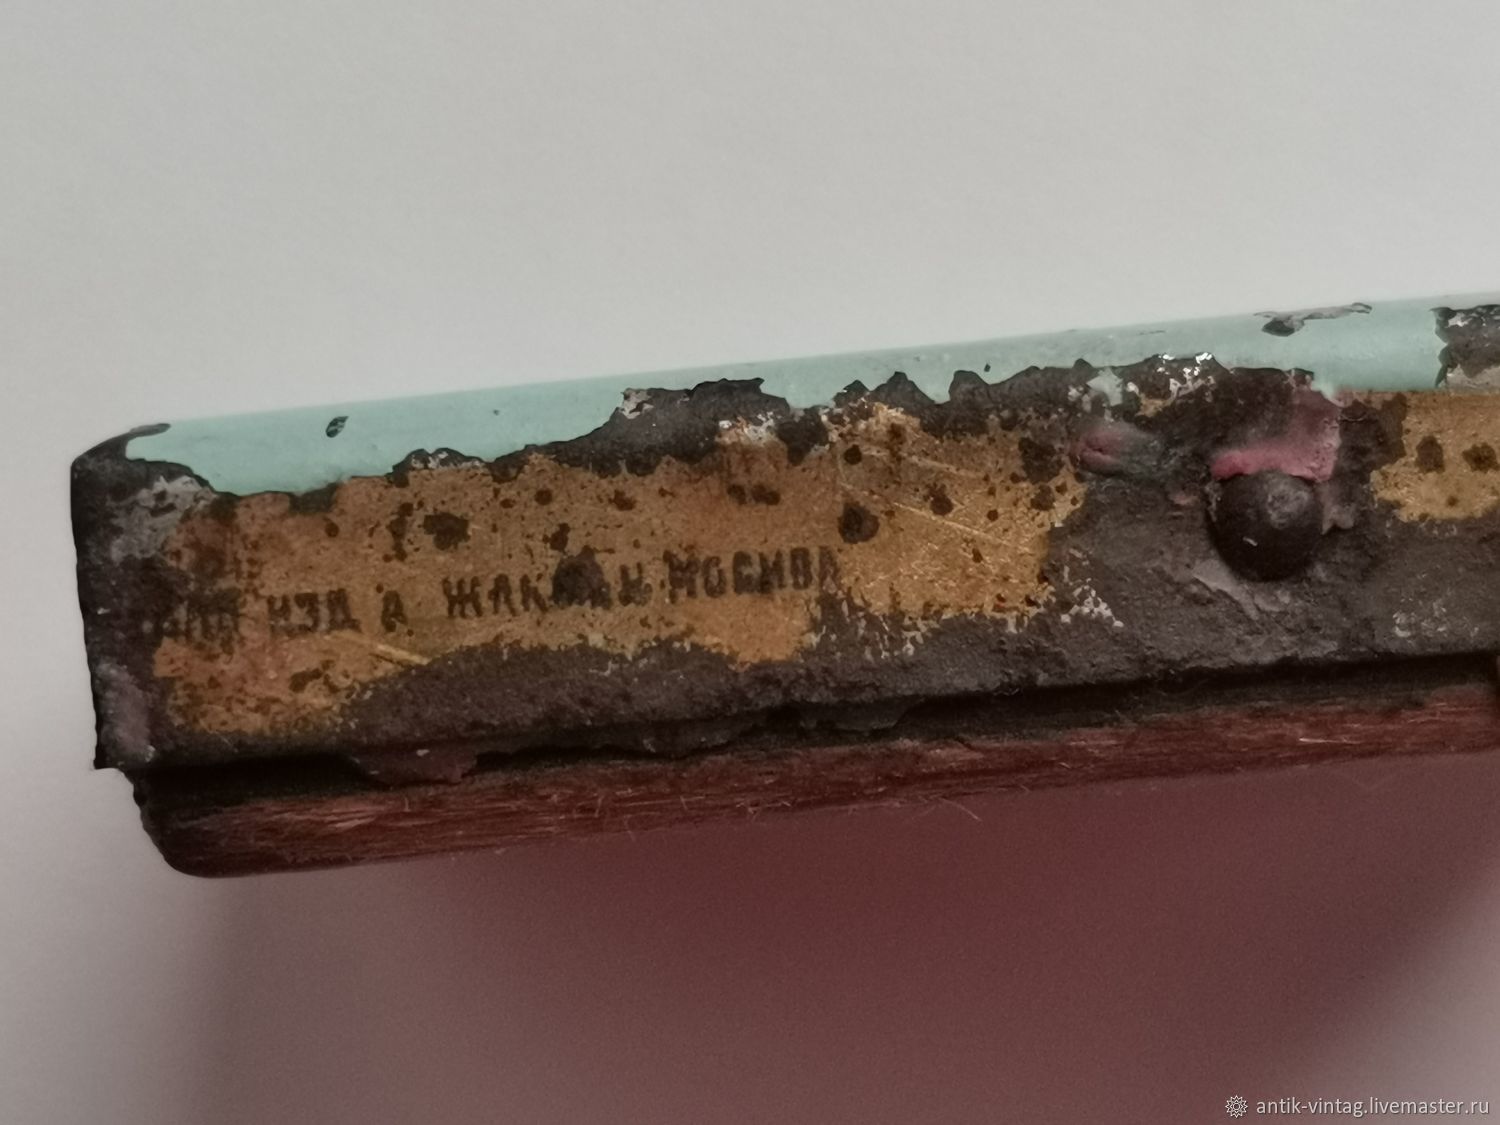 ИЗД А ЖАКО И К МОСКВА
antik-vintag.livemaster.ru